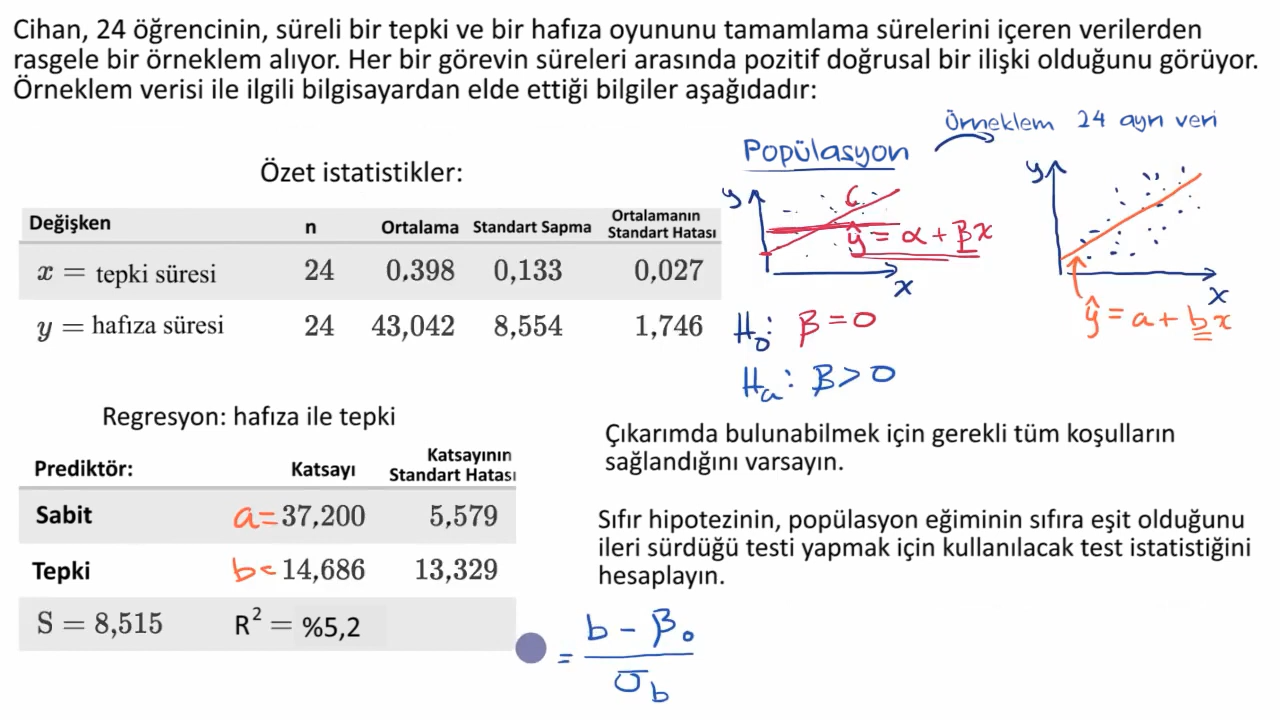 Cihan, 24 öğrencinin, süreli bir tepki ve bir hafıza oyununu tamamlama sürelerini içeren verilerden
rasgele bir örneklem alıyor. Her bir görevin süreleri arasında pozitif doğrusal bir ilişki olduğunu görüyor.
Örneklem verisi ile ilgili bilgisayardan elde ettiği bilgiler aşağıdadır:
Özet istatistikler:
Değişken n Ortalama Standart Sapma Ortalamanın Standart Hatası
x = tepki süresi 24 0,398 0,133 0,027
y = hafıza süresi 24 43,042 8,554 1,746
Popülasyon
y
ŷ = α + βx
x
Örneklem 24 ayrı veri
y
x
ŷ = a + bx
H₀: β = 0
Hₐ: β > 0
Regresyon: hafıza ile tepki
Prediktör: Katsayı Katsayının Standart Hatası
Sabit a = 37,200 5,579
Tepki b = 14,686 13,329
S = 8,515 R² = %5,2
Çıkarımda bulunabilmek için gerekli tüm koşulların
sağlandığını varsayın.
Sıfır hipotezinin, popülasyon eğiminin sıfıra eşit olduğunu
ileri sürdüğü testi yapmak için kullanılacak test istatistiğini
hesaplayın.
= b - β₀
σb